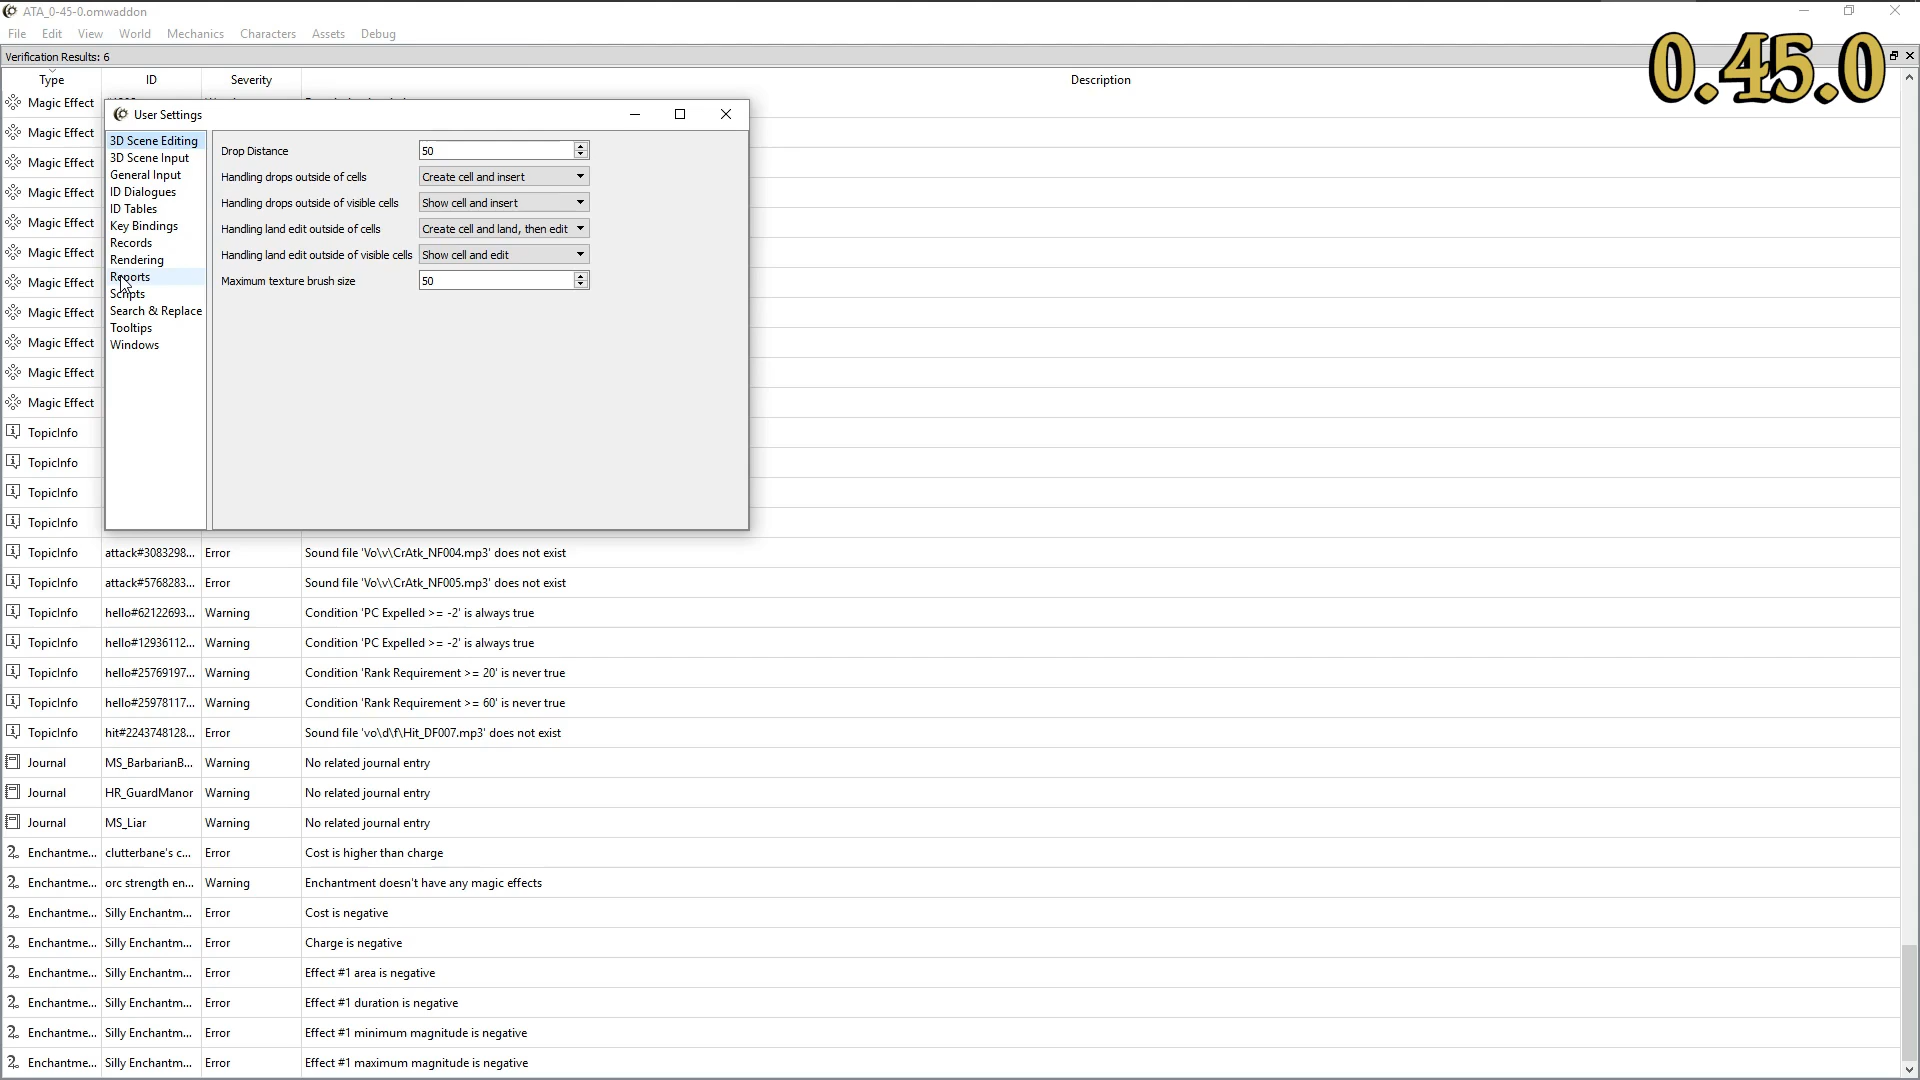 ATA_0-45-0.omwaddon
File Edit View World Mechanics Characters Assets Debug
0.45.0
Verification Results: 6
Type ID Severity Description
Magic Effect
User Settings
Magic Effect
Magic Effect
Magic Effect
Magic Effect
Magic Effect
Magic Effect
Magic Effect
Magic Effect
Magic Effect
Magic Effect
3D Scene Editing
3D Scene Input
General Input
ID Dialogues
ID Tables
Key Bindings
Records
Rendering
Reports
Scripts
Search & Replace
Tooltips
Windows
Drop Distance 50
Handling drops outside of cells Create cell and insert
Handling drops outside of visible cells Show cell and insert
Handling land edit outside of cells Create cell and land, then edit
Handling land edit outside of visible cells Show cell and edit
Maximum texture brush size 50
TopicInfo
TopicInfo
TopicInfo
TopicInfo
TopicInfo attack#3083298... Error Sound file 'Vo\v\CrAtk_NF004.mp3' does not exist
TopicInfo attack#5768283... Error Sound file 'Vo\v\CrAtk_NF005.mp3' does not exist
TopicInfo hello#62122693... Warning Condition 'PC Expelled >= -2' is always true
TopicInfo hello#12936112... Warning Condition 'PC Expelled >= -2' is always true
TopicInfo hello#25769197... Warning Condition 'Rank Requirement >= 20' is never true
TopicInfo hello#25978117... Warning Condition 'Rank Requirement >= 60' is never true
TopicInfo hit#2243748128... Error Sound file 'vo\d\f\Hit_DF007.mp3' does not exist
Journal MS_BarbarianB... Warning No related journal entry
Journal HR_GuardManor Warning No related journal entry
Journal MS_Liar Warning No related journal entry
Enchantme... clutterbane's c... Error Cost is higher than charge
Enchantme... orc strength en... Warning Enchantment doesn't have any magic effects
Enchantme... Silly Enchantm... Error Cost is negative
Enchantme... Silly Enchantm... Error Charge is negative
Enchantme... Silly Enchantm... Error Effect #1 area is negative
Enchantme... Silly Enchantm... Error Effect #1 duration is negative
Enchantme... Silly Enchantm... Error Effect #1 minimum magnitude is negative
Enchantme... Silly Enchantm... Error Effect #1 maximum magnitude is negative